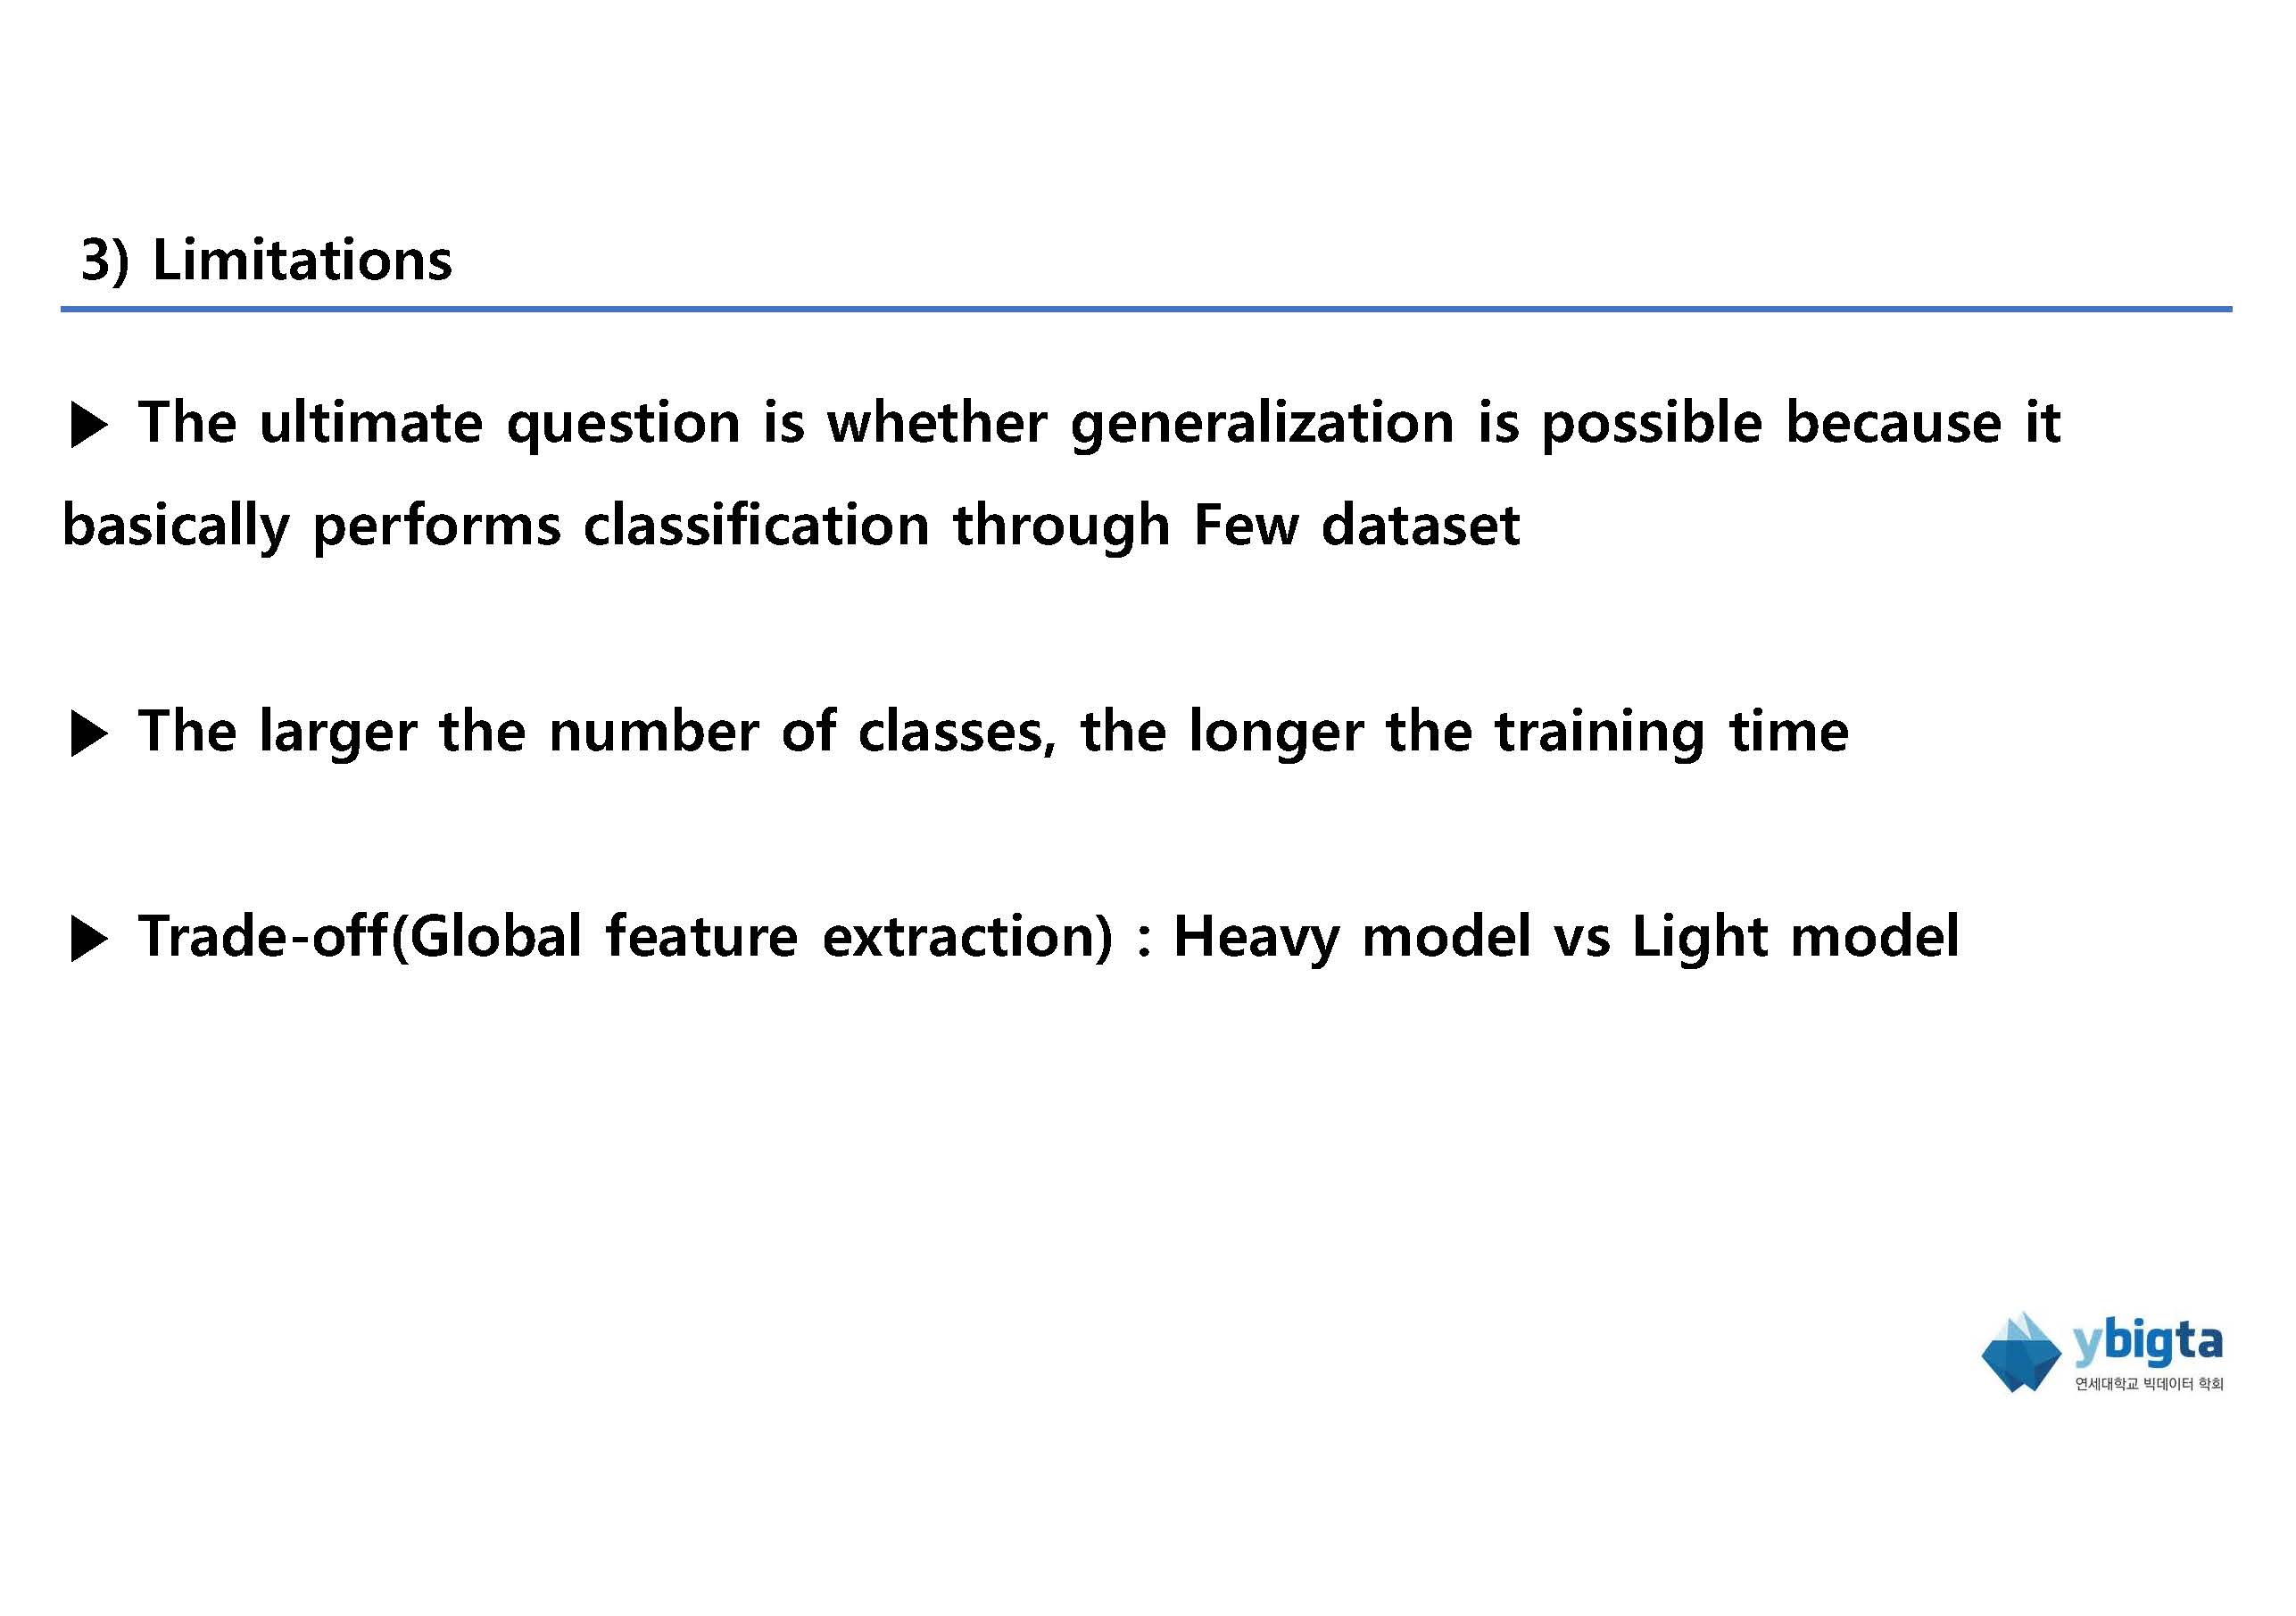 3) Limitations
▶ The ultimate question is whether generalization is possible because it
basically performs classification through Few dataset
▶ The larger the number of classes, the longer the training time
▶ Trade-off(Global feature extraction) : Heavy model vs Light model
ybigta
연세대학교 빅데이터 학회